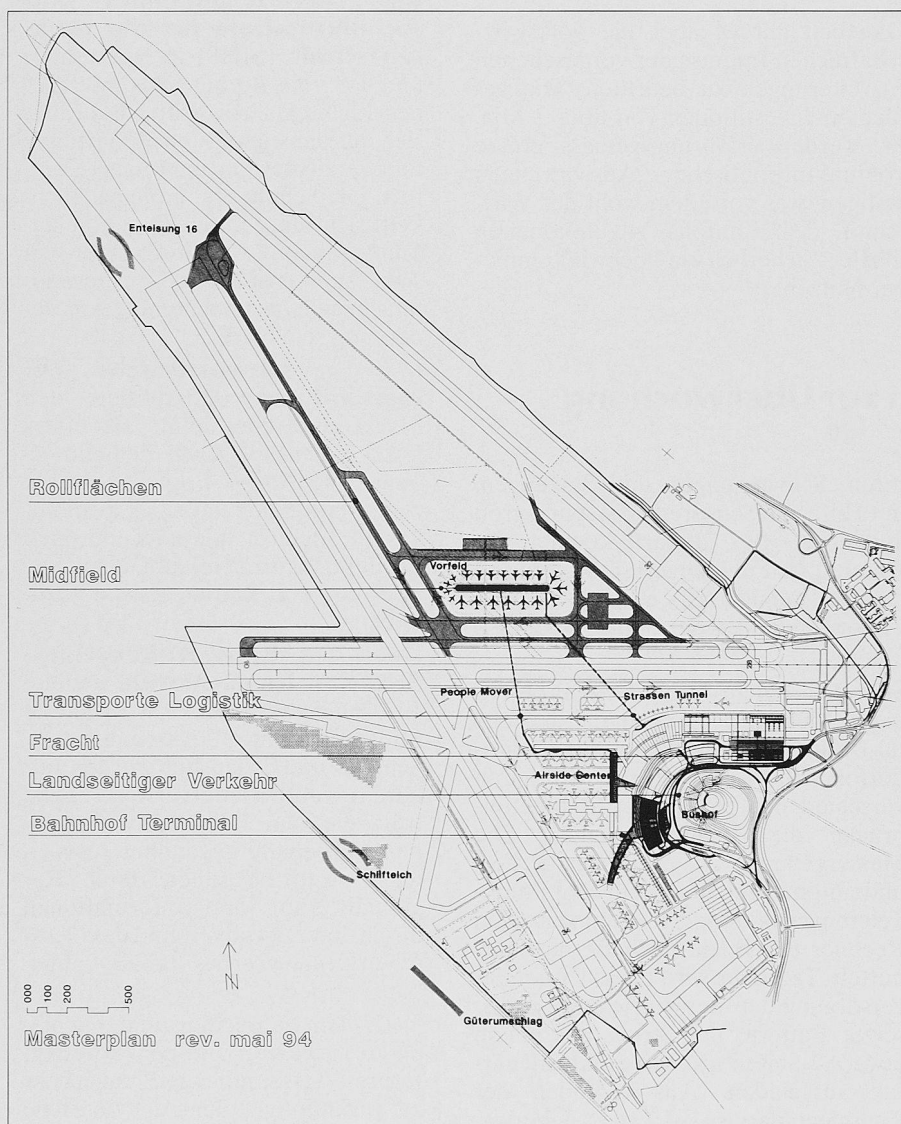 Enteisung 16
Rollflächen
Vorfeld
Midfield
28
People Mover
Strassen Tunnel
Transporte Logistik
Fracht
Airside Center
Landseitiger Verkehr
Bushof
Bahnhof Terminal
Schilfteich
N
000 100 200 500
Güterumschlag
Masterplan rev. mai 94